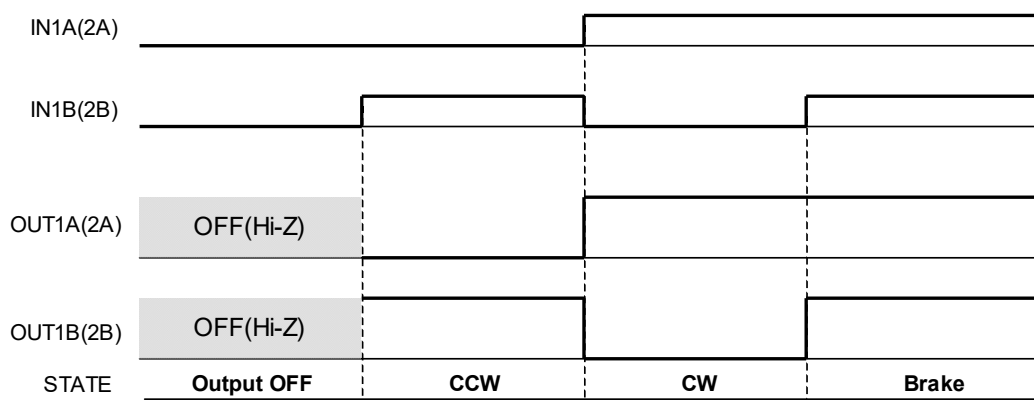 IN1A(2A)
IN1B(2B)
OUT1A(2A) OFF(Hi-Z)
OUT1B(2B) OFF(Hi-Z)
STATE Output OFF CCW CW Brake